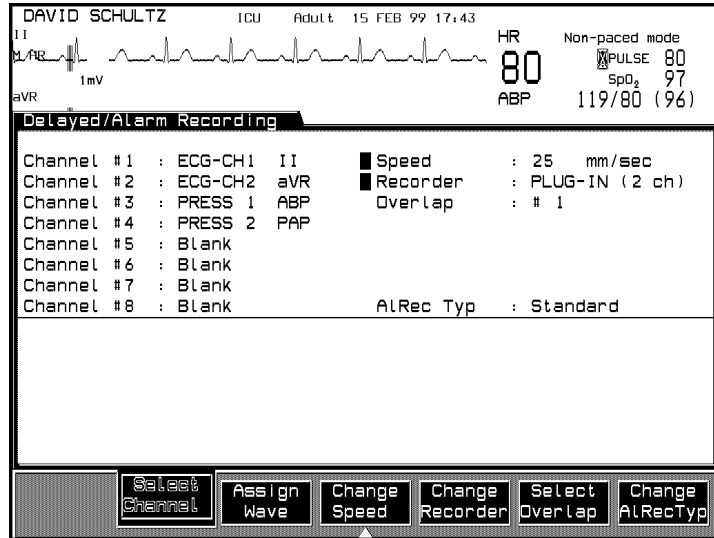 DAVID SCHULTZ ICU Adult 15 FEB 99 17:43
II HR Non-paced mode
M 1mV 80 PULSE 80
SpO₂ 97
aVR ABP 119/80 (96)
Delayed/Alarm Recording
Channel #1 : ECG-CH1 II Speed : 25 mm/sec
Channel #2 : ECG-CH2 aVR Recorder : PLUG-IN (2 ch)
Channel #3 : PRESS 1 ABP Overlap : # 1
Channel #4 : PRESS 2 PAP
Channel #5 : Blank
Channel #6 : Blank
Channel #7 : Blank
Channel #8 : Blank AlRec Typ : Standard
Select Channel Assign Wave Change Speed Change Recorder Select Overlap Change AlRecTyp